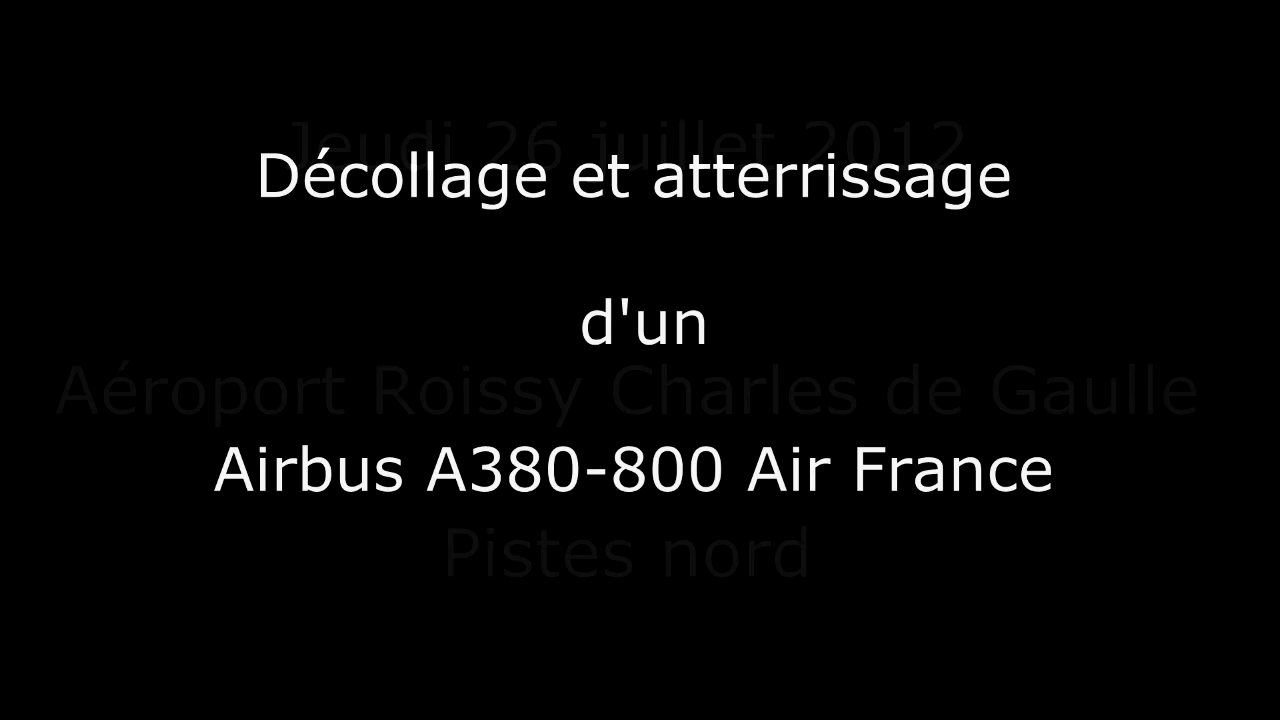 Jeudi 26 juillet 2012
Décollage et atterrissage
d'un
Aéroport Roissy Charles de Gaulle
Airbus A380-800 Air France
Pistes nord